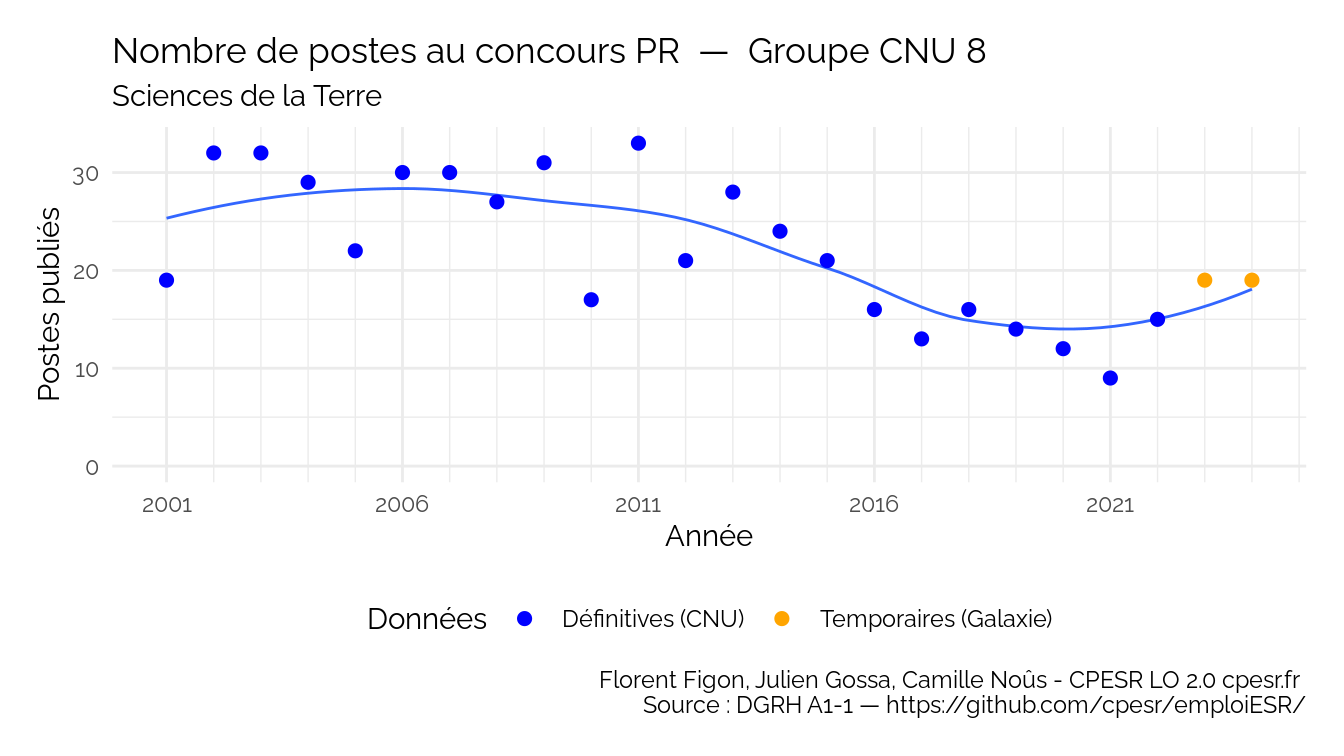 Nombre de postes au concours PR — Groupe CNU 8
Sciences de la Terre
Postes publiés
30
20
10
0
2001 2006 2011 2016 2021
Année
Données Définitives (CNU) Temporaires (Galaxie)
Florent Figon, Julien Gossa, Camille Noûs - CPESR LO 2.0 cpesr.fr
Source : DGRH A1-1 — https://github.com/cpesr/emploiESR/